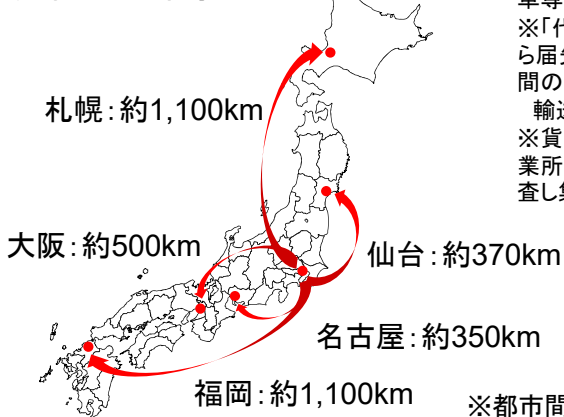 車専
※「代
ら届先
間の
輸送
※貨
業所
査し集
札幌：約1,100km
大阪：約500km
仙台：約370km
名古屋：約350km
福岡：約1,100km
※都市間